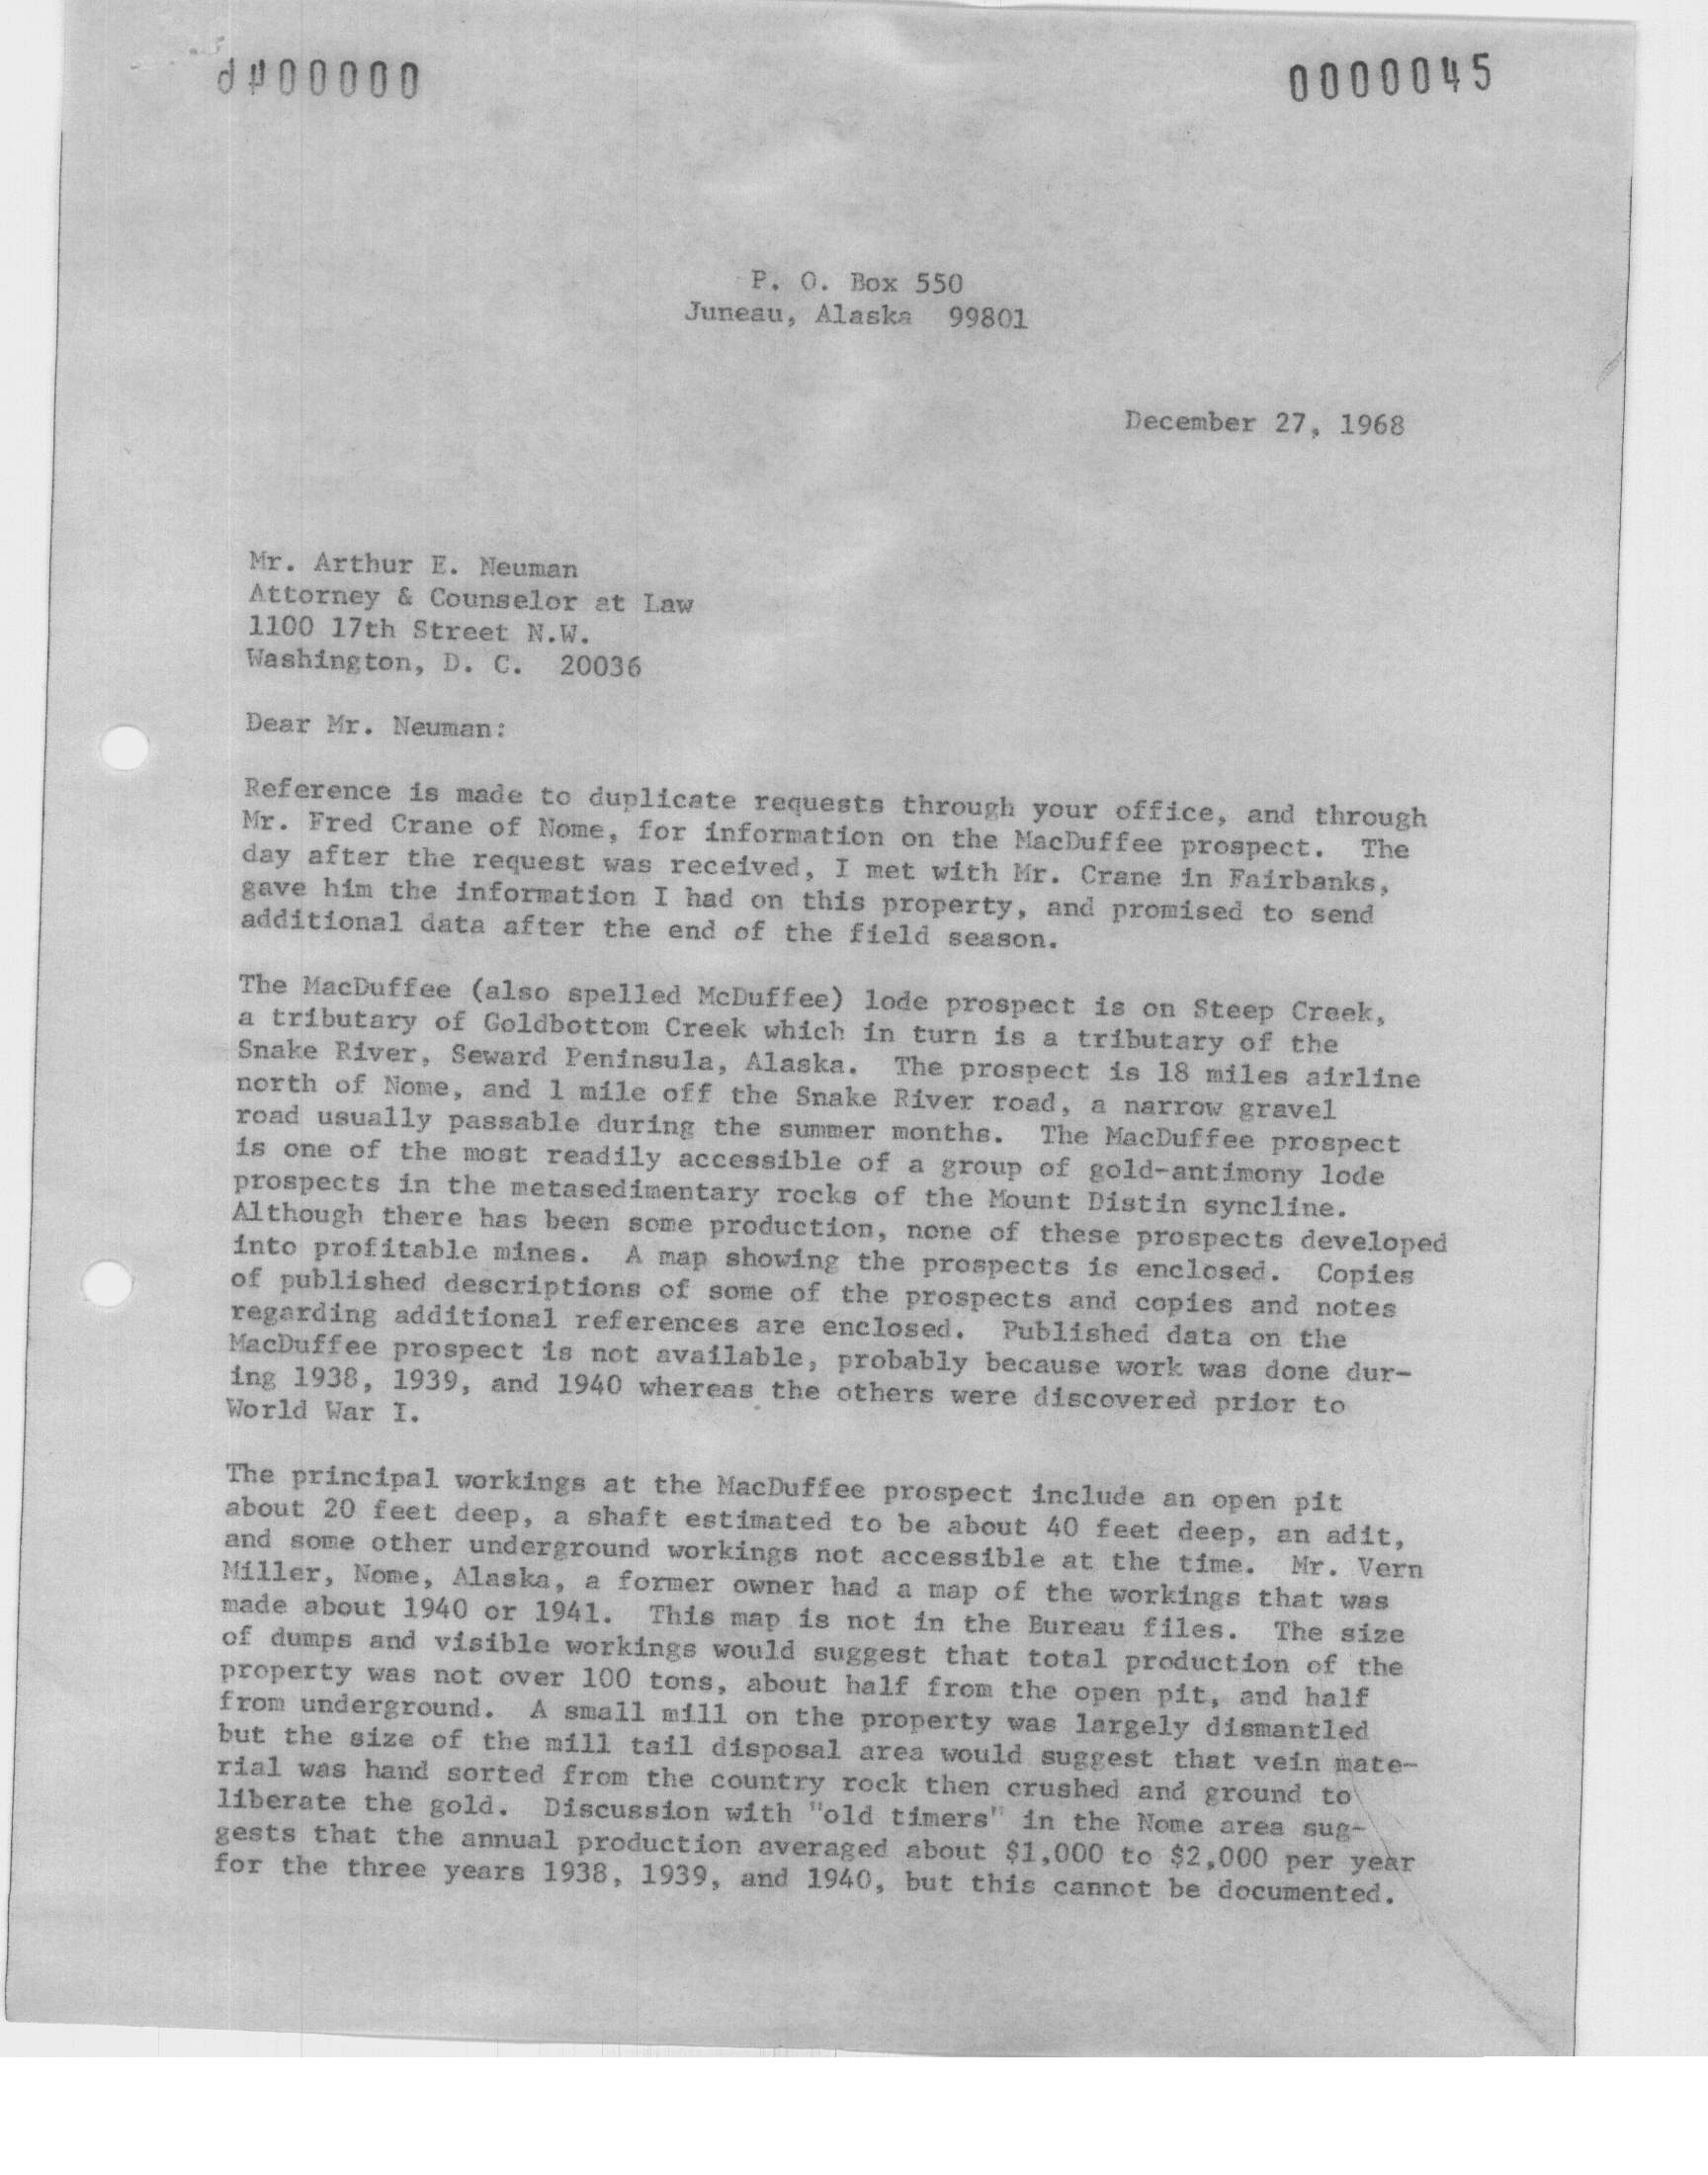 0000045
P. O. Box 550
Juneau, Alaska  99801
December 27, 1968
Mr. Arthur E. Neuman
Attorney & Counselor at Law
1100 17th Street N.W.
Washington, D. C.  20036
Dear Mr. Neuman:
Reference is made to duplicate requests through your office, and through
Mr. Fred Crane of Nome, for information on the MacDuffee prospect.  The
day after the request was received, I met with Mr. Crane in Fairbanks,
gave him the information I had on this property, and promised to send
additional data after the end of the field season.
The MacDuffee (also spelled McDuffee) lode prospect is on Steep Creek,
a tributary of Goldbottom Creek which in turn is a tributary of the
Snake River, Seward Peninsula, Alaska.  The prospect is 18 miles airline
north of Nome, and 1 mile off the Snake River road, a narrow gravel
road usually passable during the summer months.  The MacDuffee prospect
is one of the most readily accessible of a group of gold-antimony lode
prospects in the metasedimentary rocks of the Mount Distin syncline.
Although there has been some production, none of these prospects developed
into profitable mines.  A map showing the prospects is enclosed.  Copies
of published descriptions of some of the prospects and copies and notes
regarding additional references are enclosed.  Published data on the
MacDuffee prospect is not available, probably because work was done dur-
ing 1938, 1939, and 1940 whereas the others were discovered prior to
World War I.
The principal workings at the MacDuffee prospect include an open pit
about 20 feet deep, a shaft estimated to be about 40 feet deep, an adit,
and some other underground workings not accessible at the time.  Mr. Vern
Miller, Nome, Alaska, a former owner had a map of the workings that was
made about 1940 or 1941.  This map is not in the Bureau files.  The size
of dumps and visible workings would suggest that total production of the
property was not over 100 tons, about half from the open pit, and half
from underground.  A small mill on the property was largely dismantled
but the size of the mill tail disposal area would suggest that vein mate-
rial was hand sorted from the country rock then crushed and ground to
liberate the gold.  Discussion with "old timers" in the Nome area sug-
gests that the annual production averaged about $1,000 to $2,000 per year
for the three years 1938, 1939, and 1940, but this cannot be documented.